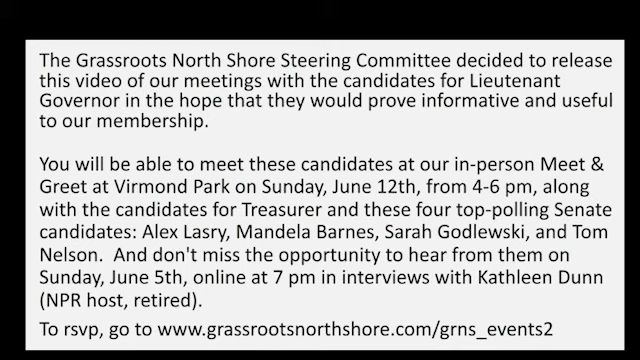 The Grassroots North Shore Steering Committee decided to release
this video of our meetings with the candidates for Lieutenant
Governor in the hope that they would prove informative and useful
to our membership.
You will be able to meet these candidates at our in-person Meet &
Greet at Virmond Park on Sunday, June 12th, from 4-6 pm, along
with the candidates for Treasurer and these four top-polling Senate
candidates: Alex Lasry, Mandela Barnes, Sarah Godlewski, and Tom
Nelson.  And don't miss the opportunity to hear from them on
Sunday, June 5th, online at 7 pm in interviews with Kathleen Dunn
(NPR host, retired).
To rsvp, go to www.grassrootsnorthshore.com/grns_events2